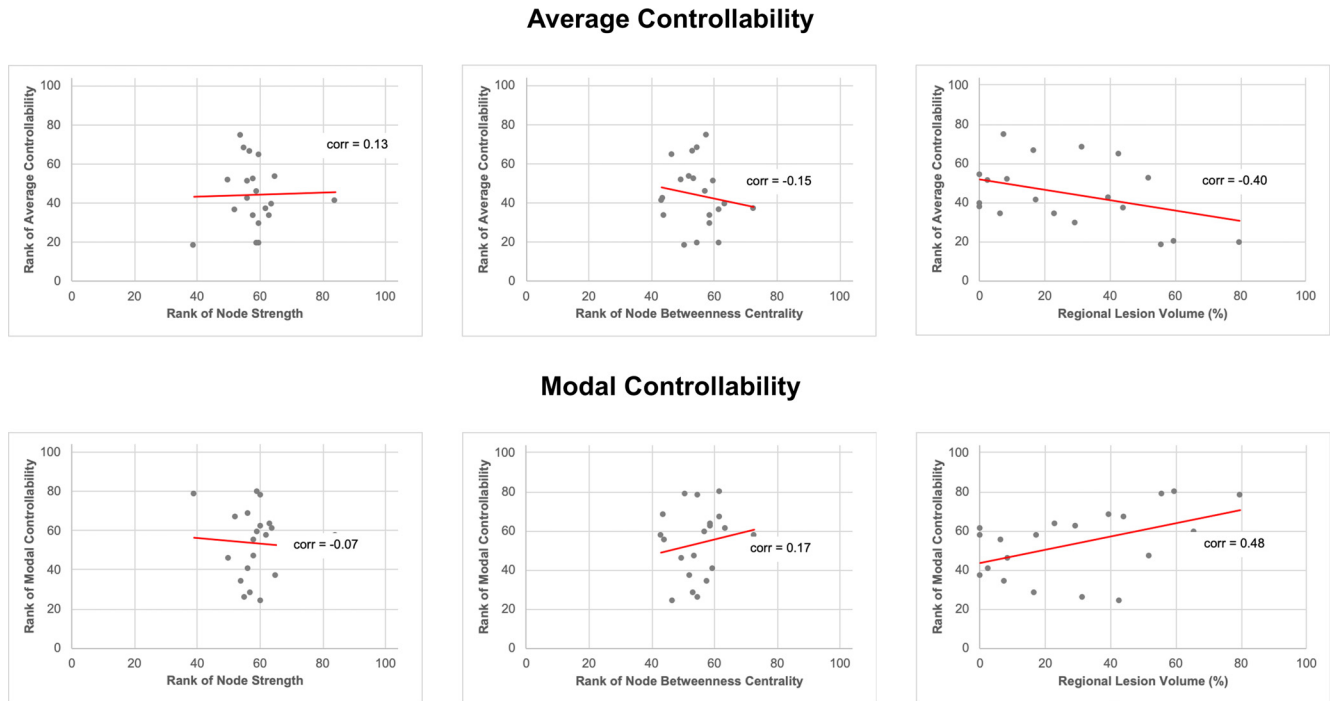 Average Controllability
Rank of Average Controllability
100
80
60
40
20
0
corr = 0.13
0 20 40 60 80 100
Rank of Node Strength
Rank of Average Controllability
100
80
60
40
20
0
corr = -0.15
0 20 40 60 80 100
Rank of Node Betweenness Centrality
Rank of Average Controllability
100
80
60
40
20
0
corr = -0.40
0 20 40 60 80 100
Regional Lesion Volume (%)
Modal Controllability
Rank of Modal Controllability
100
80
60
40
20
0
corr = -0.07
0 20 40 60 80 100
Rank of Node Strength
Rank of Modal Controllability
100
80
60
40
20
0
corr = 0.17
0 20 40 60 80 100
Rank of Node Betweenness Centrality
Rank of Modal Controllability
100
80
60
40
20
0
corr = 0.48
0 20 40 60 80 100
Regional Lesion Volume (%)